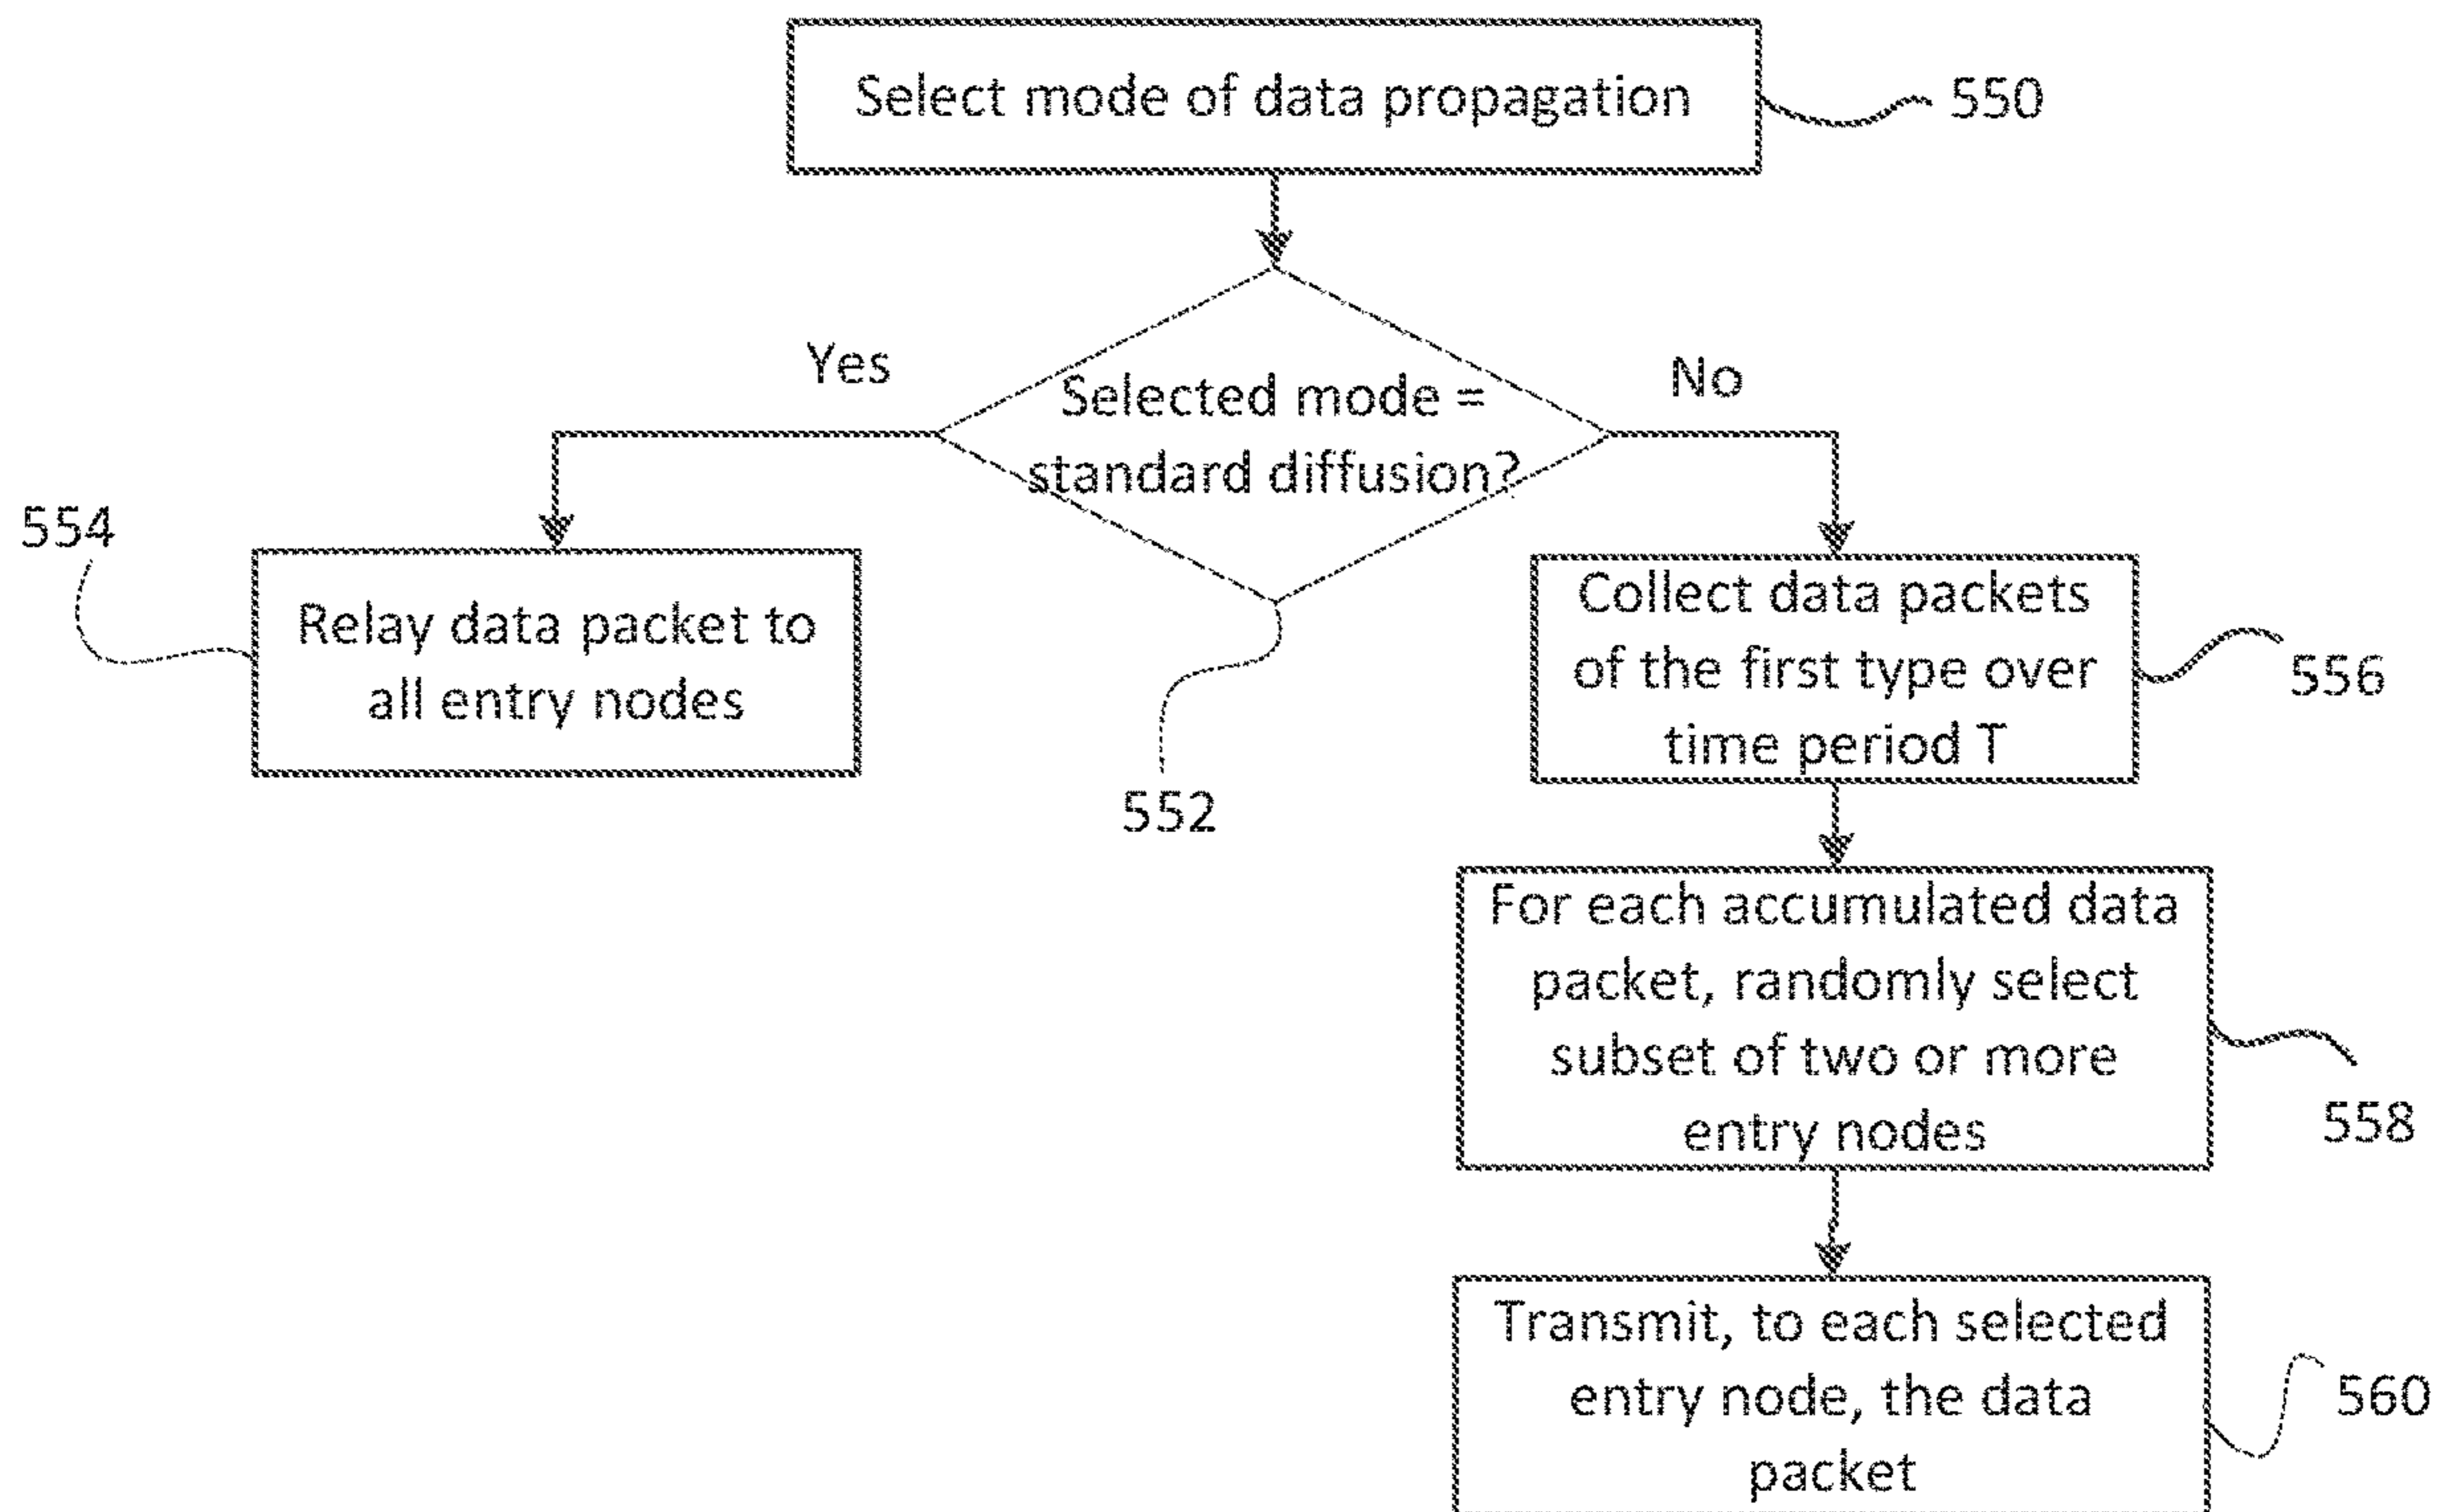 Select mode of data propagation
550
Yes
No
Selected mode =
standard diffusion?
554
Relay data packet to
all entry nodes
552
Collect data packets
of the first type over
time period T
556
For each accumulated data
packet, randomly select
subset of two or more
entry nodes
558
Transmit, to each selected
entry node, the data
packet
560